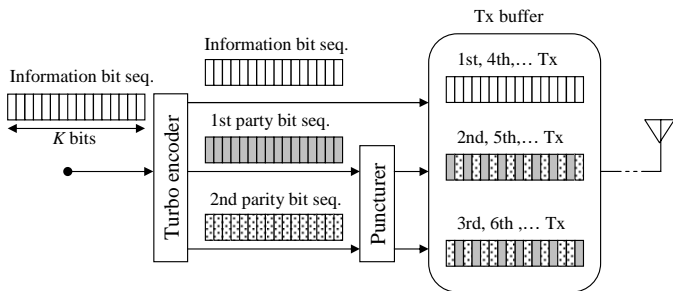 Information bit seq.
K bits
Turbo encoder
Information bit seq.
1st party bit seq.
2nd parity bit seq.
Puncturer
Tx buffer
1st, 4th,… Tx
2nd, 5th,… Tx
3rd, 6th ,… Tx